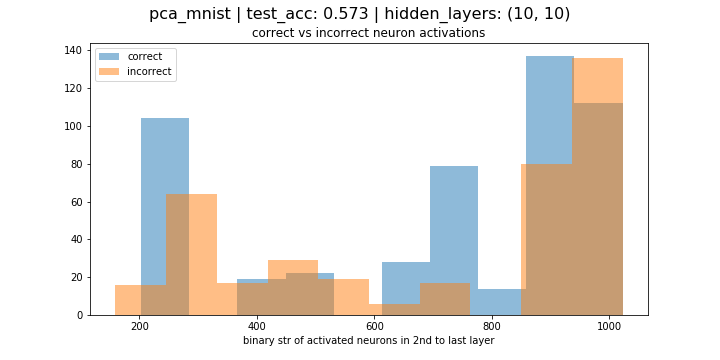 pca_mnist | test_acc: 0.573 | hidden_layers: (10, 10)
correct vs incorrect neuron activations
correct
incorrect
140
120
100
80
60
40
20
0
200 400 600 800 1000
binary str of activated neurons in 2nd to last layer